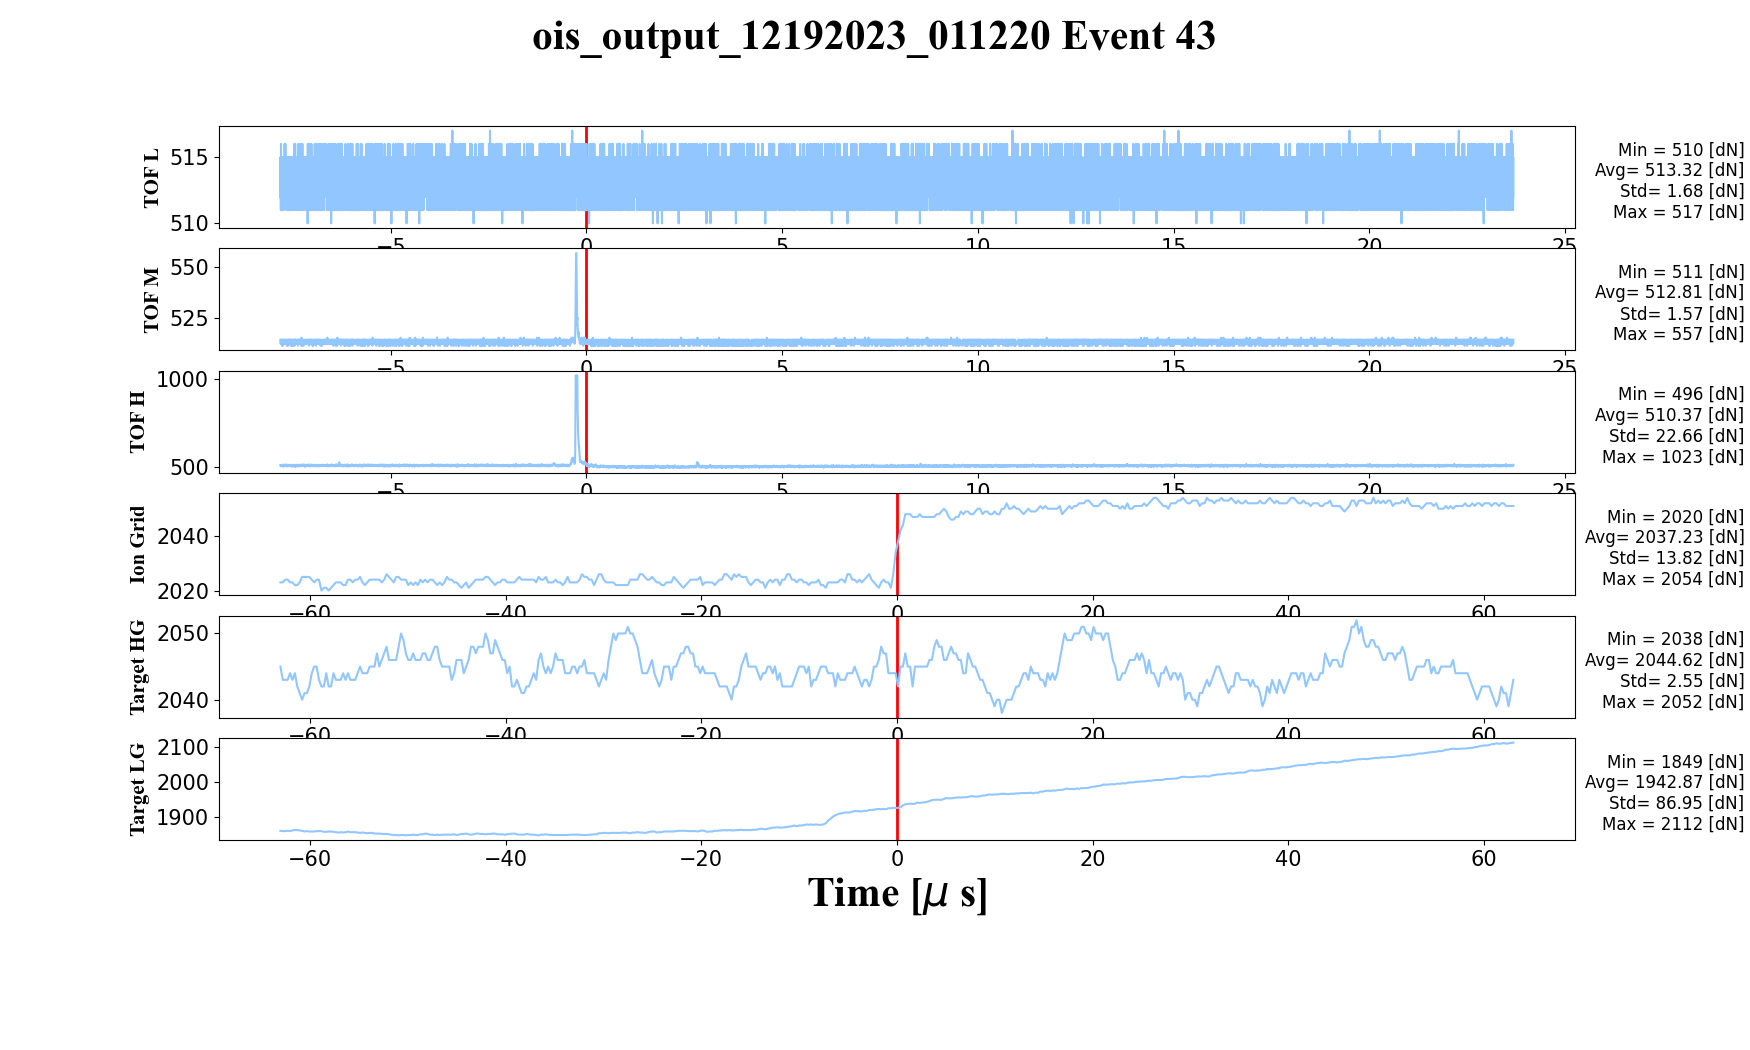 ois_output_12192023_011220 Event 43
TOF L
515
510
−5 0 5 10 15 20 25
Min = 510 [dN]
Avg= 513.32 [dN]
Std= 1.68 [dN]
Max = 517 [dN]
TOF M
550
525
−5 0 5 10 15 20 25
Min = 511 [dN]
Avg= 512.81 [dN]
Std= 1.57 [dN]
Max = 557 [dN]
TOF H
1000
500
−5 0 5 10 15 20 25
Min = 496 [dN]
Avg= 510.37 [dN]
Std= 22.66 [dN]
Max = 1023 [dN]
Ion Grid
2040
2020
−60 −40 −20 0 20 40 60
Min = 2020 [dN]
Avg= 2037.23 [dN]
Std= 13.82 [dN]
Max = 2054 [dN]
Target HG
2050
2040
−60 −40 −20 0 20 40 60
Min = 2038 [dN]
Avg= 2044.62 [dN]
Std= 2.55 [dN]
Max = 2052 [dN]
Target LG
2100
2000
1900
−60 −40 −20 0 20 40 60
Min = 1849 [dN]
Avg= 1942.87 [dN]
Std= 86.95 [dN]
Max = 2112 [dN]
Time [μ s]